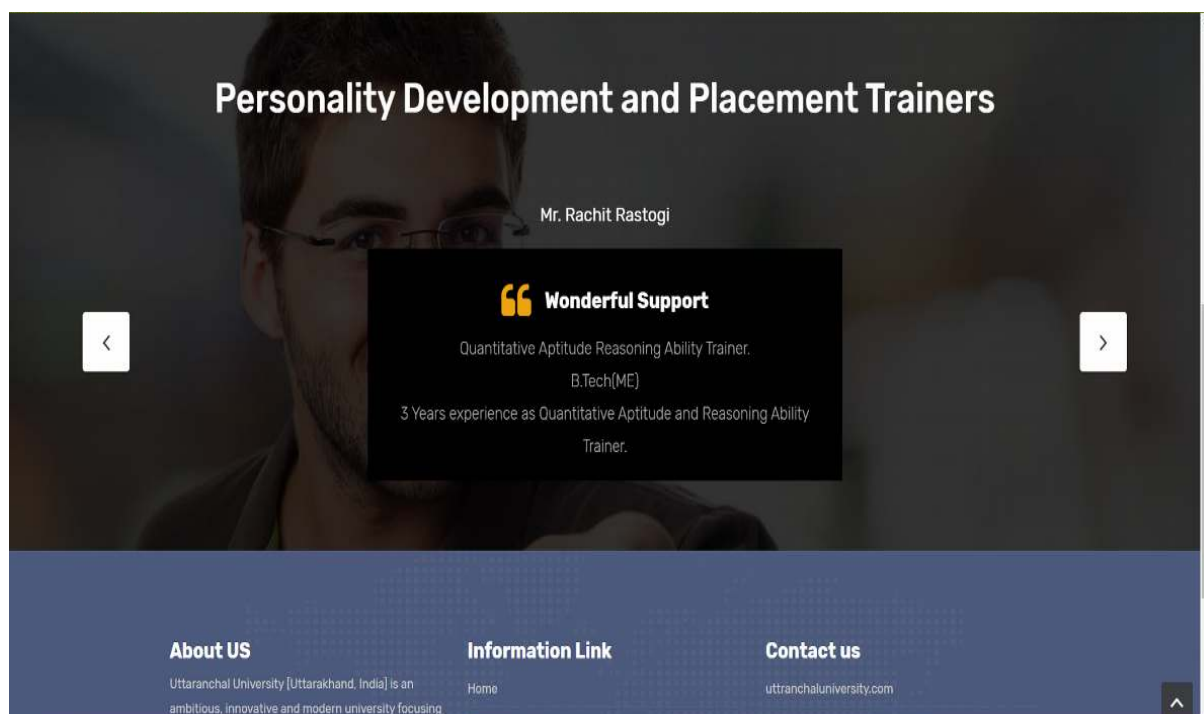 Personality Development and Placement Trainers
Mr. Rachit Rastogi
Wonderful Support
Quantitative Aptitude Reasoning Ability Trainer.
B.Tech(ME)
3 Years experience as Quantitative Aptitude and Reasoning Ability
Trainer.
About US
Uttaranchal University [Uttarakhand, India] is an
ambitious, innovative and modern university focusing
Information Link
Home
Contact us
uttranchaluniversity.com